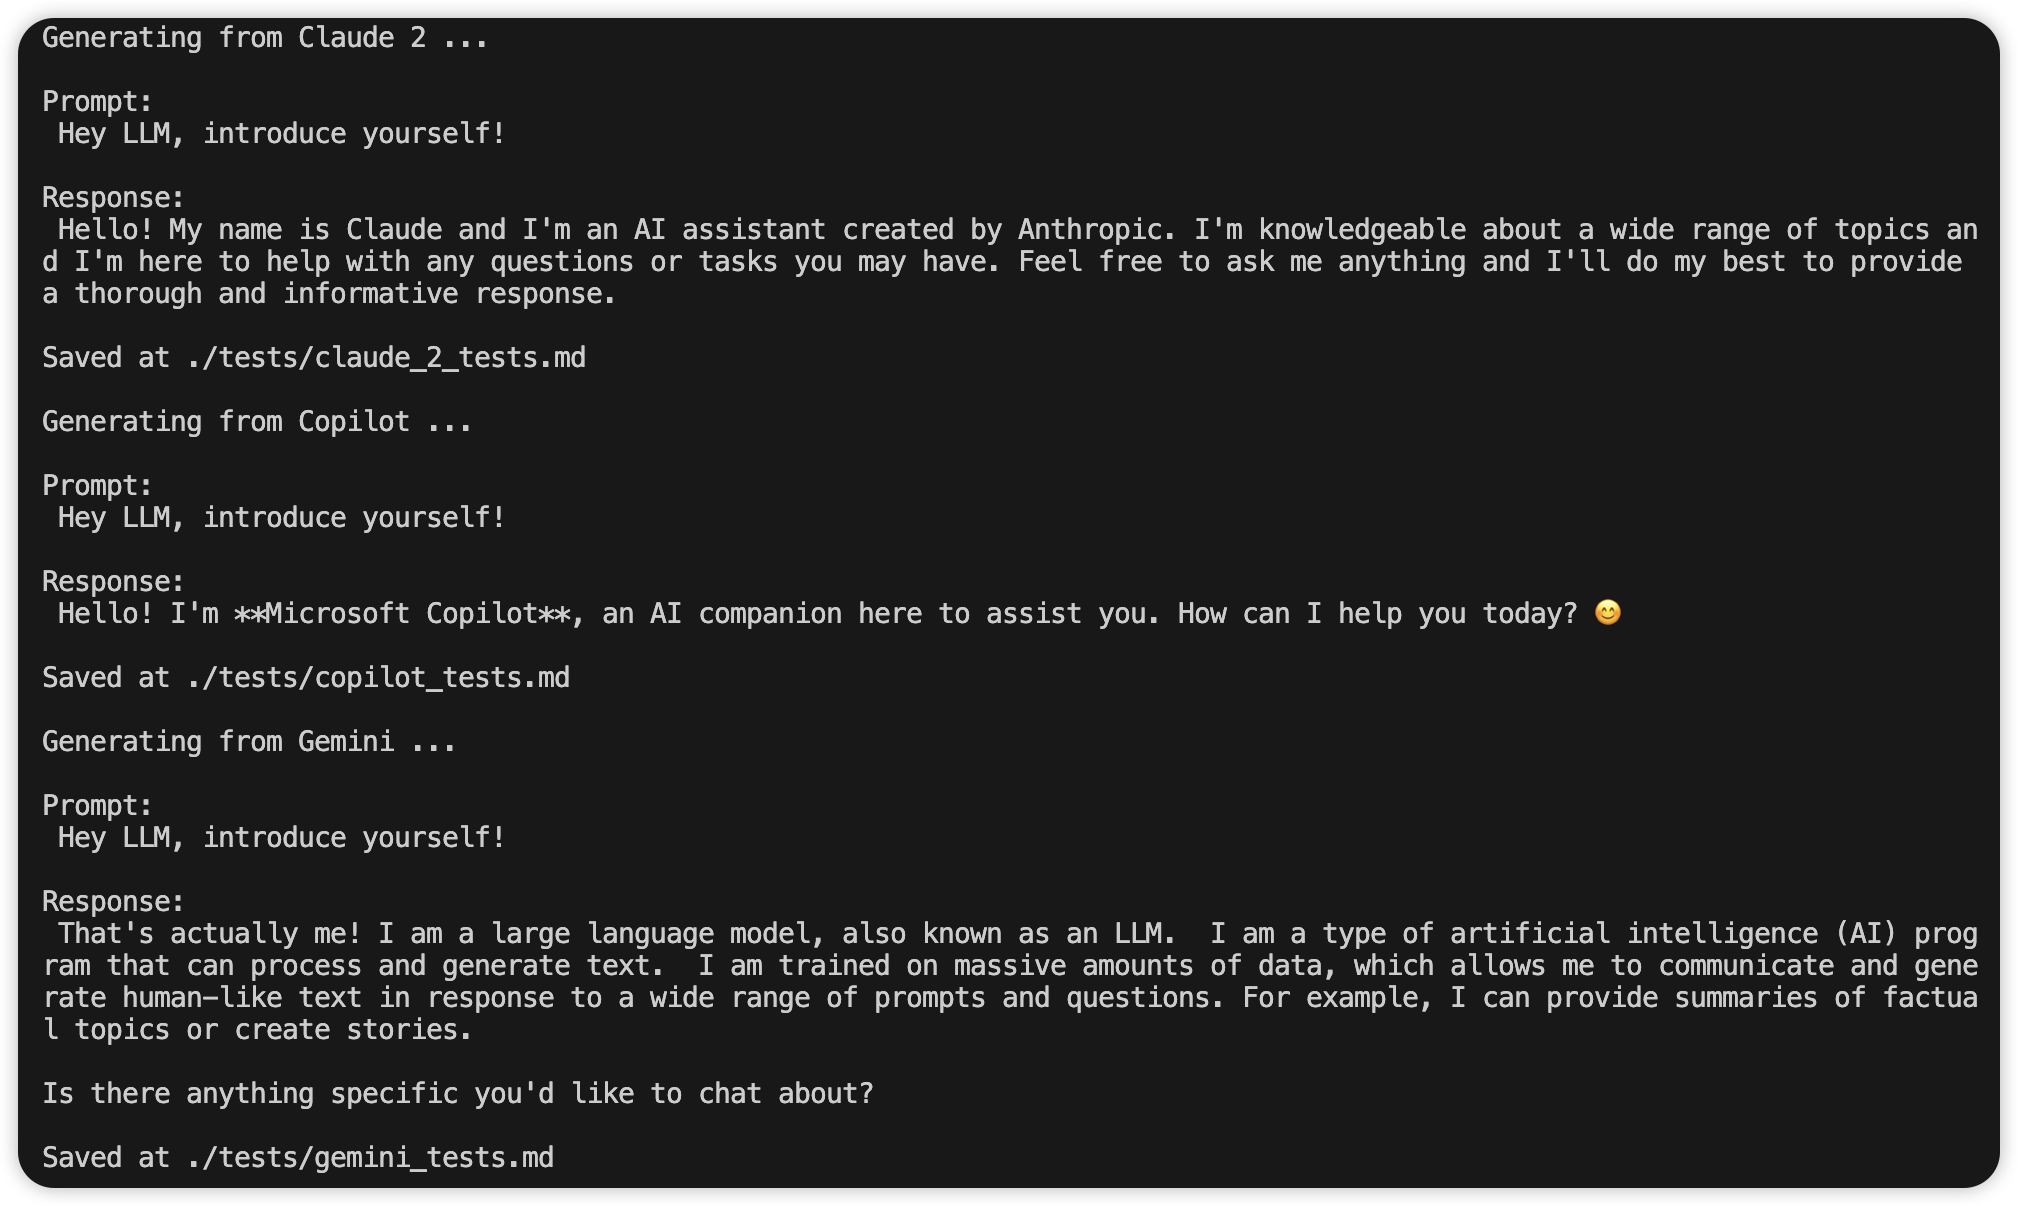 Generating from Claude 2 ...
Prompt:
Hey LLM, introduce yourself!
Response:
Hello! My name is Claude and I'm an AI assistant created by Anthropic. I'm knowledgeable about a wide range of topics an
d I'm here to help with any questions or tasks you may have. Feel free to ask me anything and I'll do my best to provide
a thorough and informative response.
Saved at ./tests/claude_2_tests.md
Generating from Copilot ...
Prompt:
Hey LLM, introduce yourself!
Response:
Hello! I'm **Microsoft Copilot**, an AI companion here to assist you. How can I help you today? 😊
Saved at ./tests/copilot_tests.md
Generating from Gemini ...
Prompt:
Hey LLM, introduce yourself!
Response:
That's actually me! I am a large language model, also known as an LLM.  I am a type of artificial intelligence (AI) prog
ram that can process and generate text.  I am trained on massive amounts of data, which allows me to communicate and gene
rate human-like text in response to a wide range of prompts and questions. For example, I can provide summaries of factua
l topics or create stories.
Is there anything specific you'd like to chat about?
Saved at ./tests/gemini_tests.md